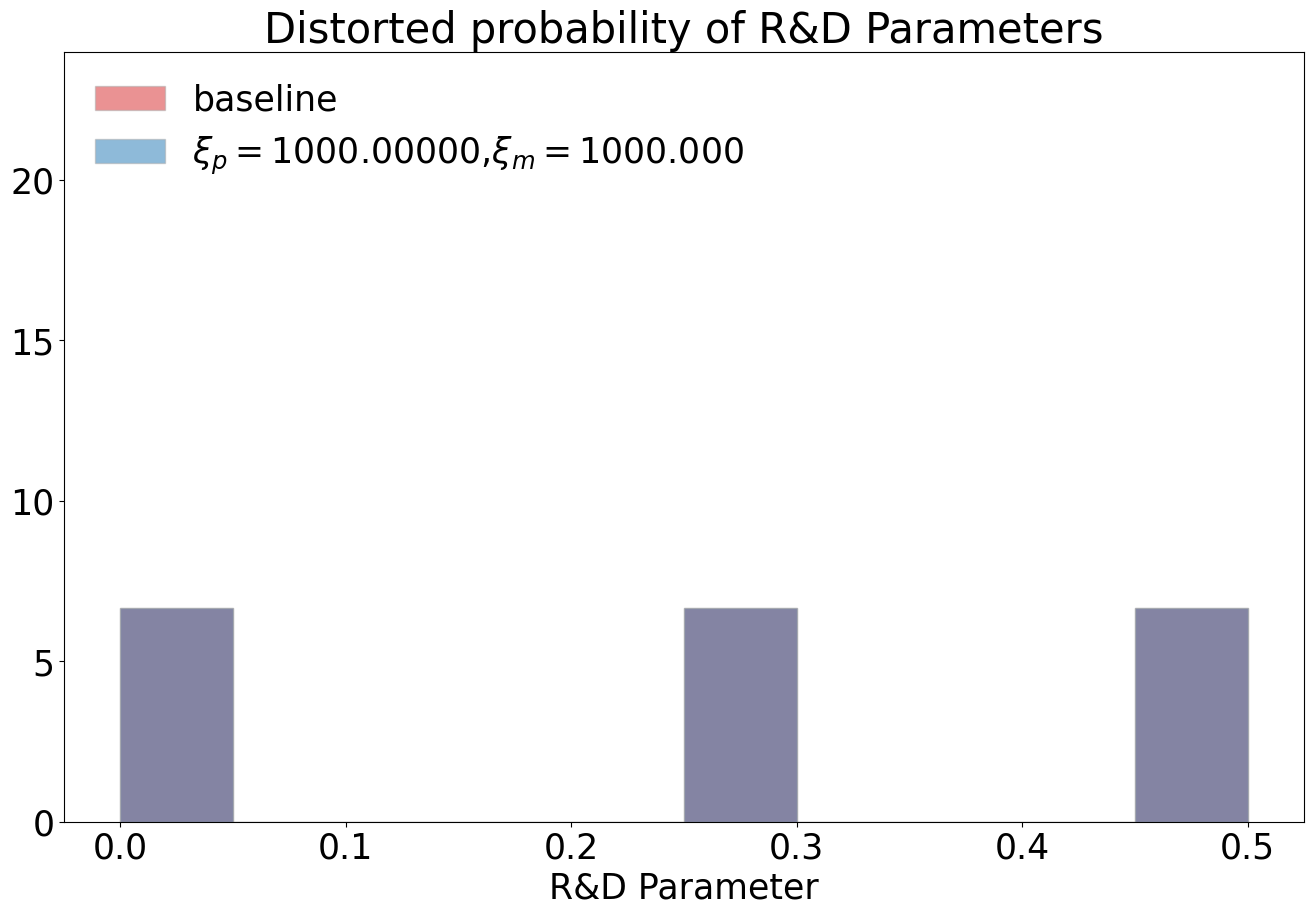 Distorted probability of R&D Parameters
baseline
ξₚ = 1000.00000,ξₘ = 1000.000
20
15
10
5
0
0.0 0.1 0.2 0.3 0.4 0.5
R&D Parameter